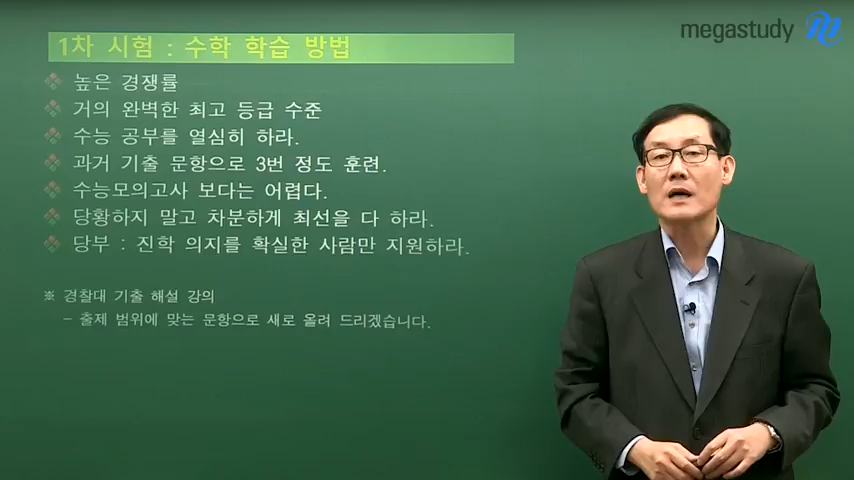 megastudy
1차 시험 : 수학 학습 방법
높은 경쟁률
거의 완벽한 최고 등급 수준
수능 공부를 열심히 하라.
과거 기출 문항으로 3번 정도 훈련.
수능모의고사 보다는 어렵다.
당황하지 말고 차분하게 최선을 다 하라.
당부 : 진학 의지를 확실한 사람만 지원하라.
※ 경찰대 기출 해설 강의
– 출제 범위에 맞는 문항으로 새로 올려 드리겠습니다.